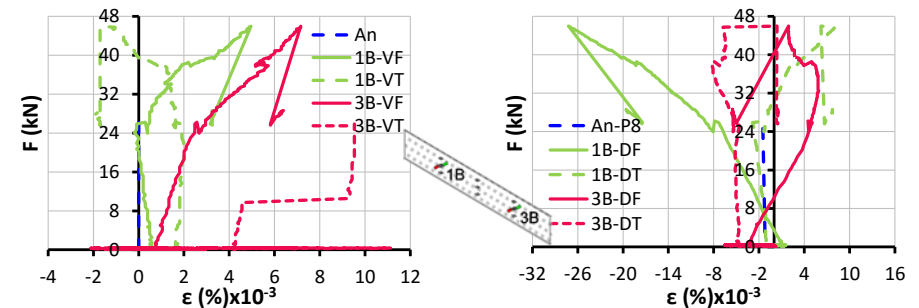 48
40
32
24
16
8
0
F (kN)
-4 -2 0 2 4 6 8 10 12
ε (%)x10⁻³
An
1B-VF
1B-VT
3B-VF
3B-VT
1B
3B
48
40
32
24
16
8
0
F (kN)
-32 -26 -20 -14 -8 -2 4 10 16
ε (%)x10⁻³
An-P8
1B-DF
1B-DT
3B-DF
3B-DT